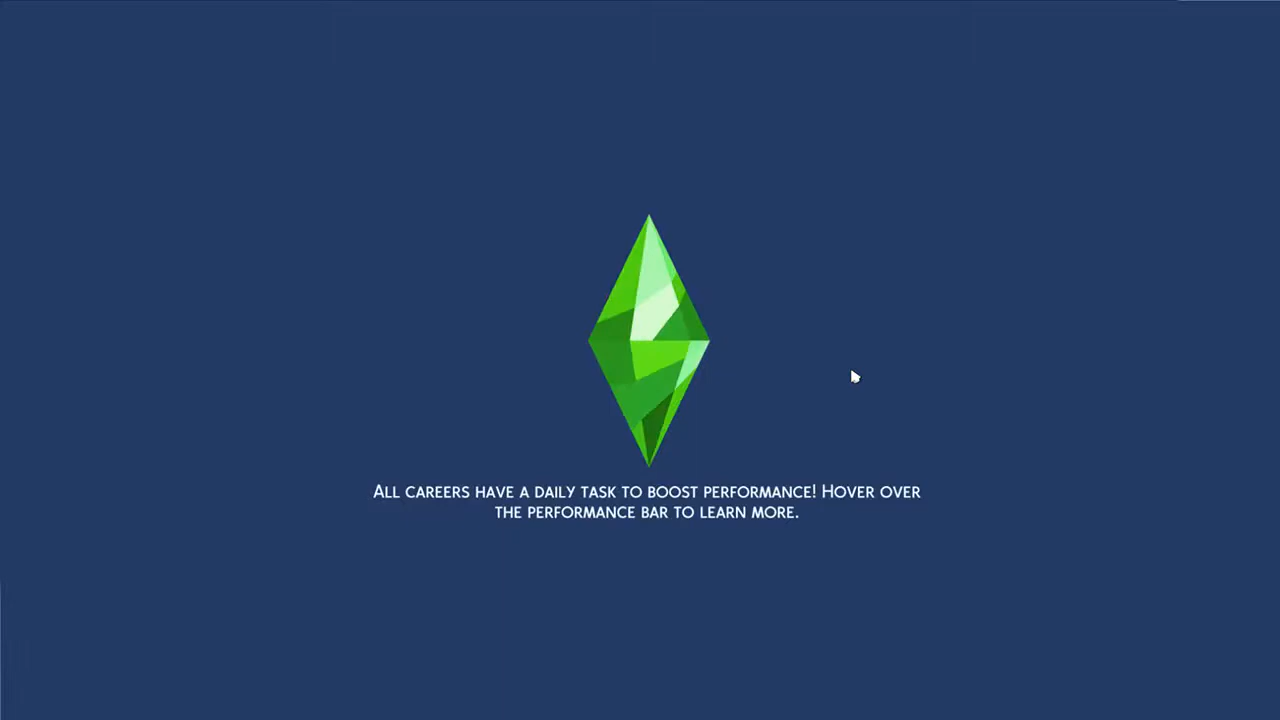 All careers have a daily task to boost performance! Hover over
the performance bar to learn more.